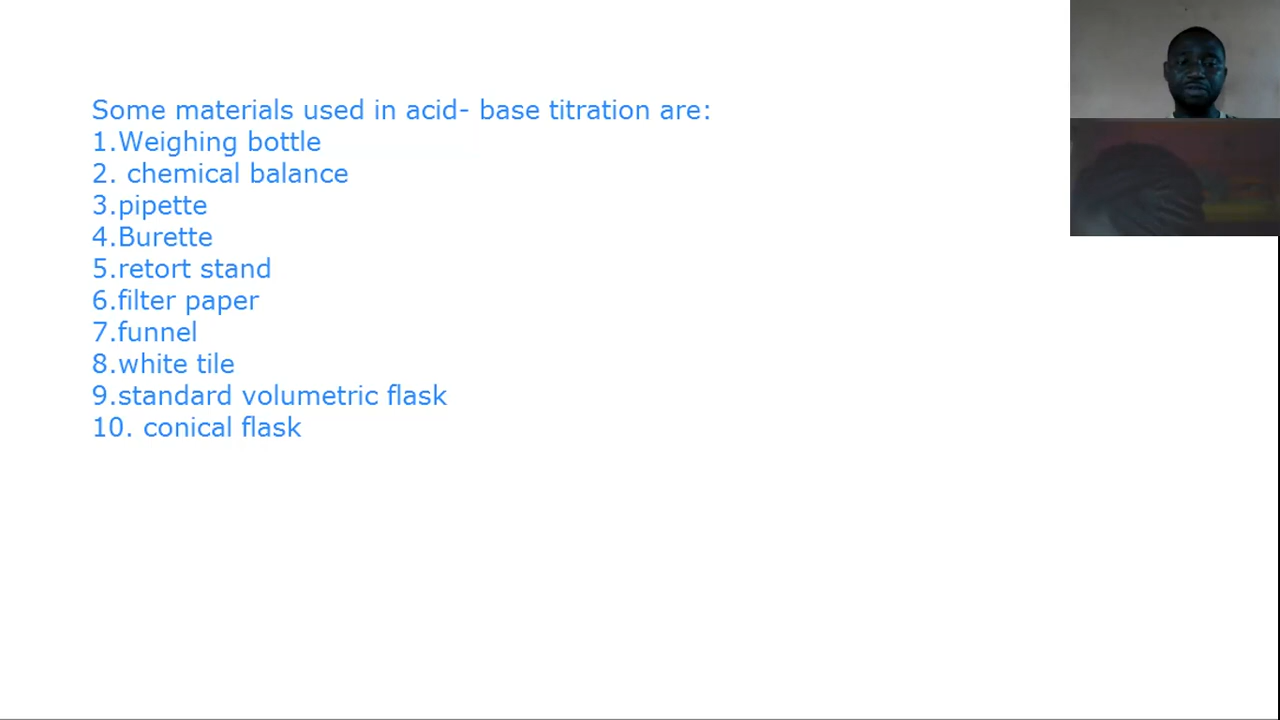 Some materials used in acid- base titration are:
1.Weighing bottle
2. chemical balance
3.pipette
4.Burette
5.retort stand
6.filter paper
7.funnel
8.white tile
9.standard volumetric flask
10. conical flask